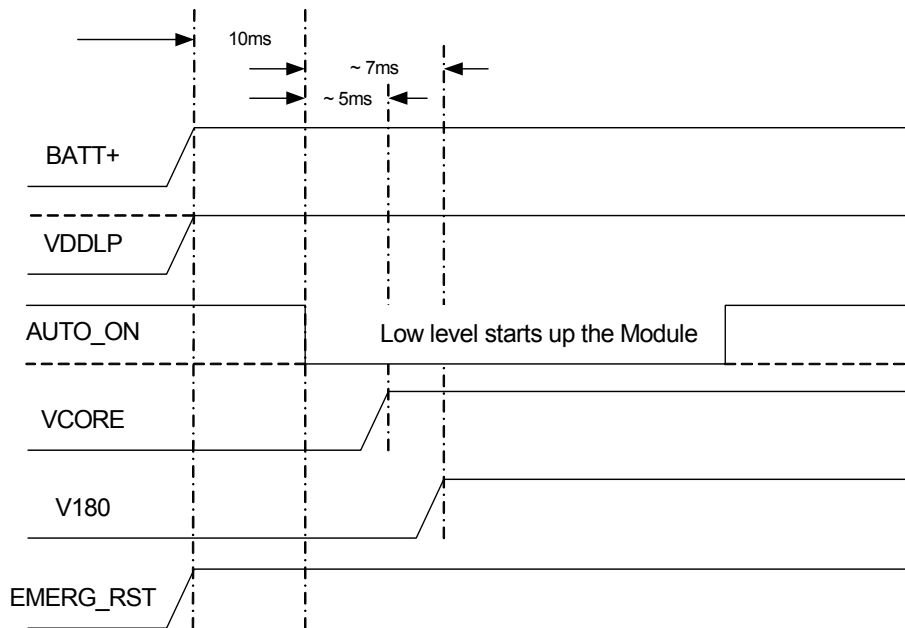 10ms
~ 7ms
~ 5ms
BATT+
VDDLP
AUTO_ON
Low level starts up the Module
VCORE
V180
EMERG_RST